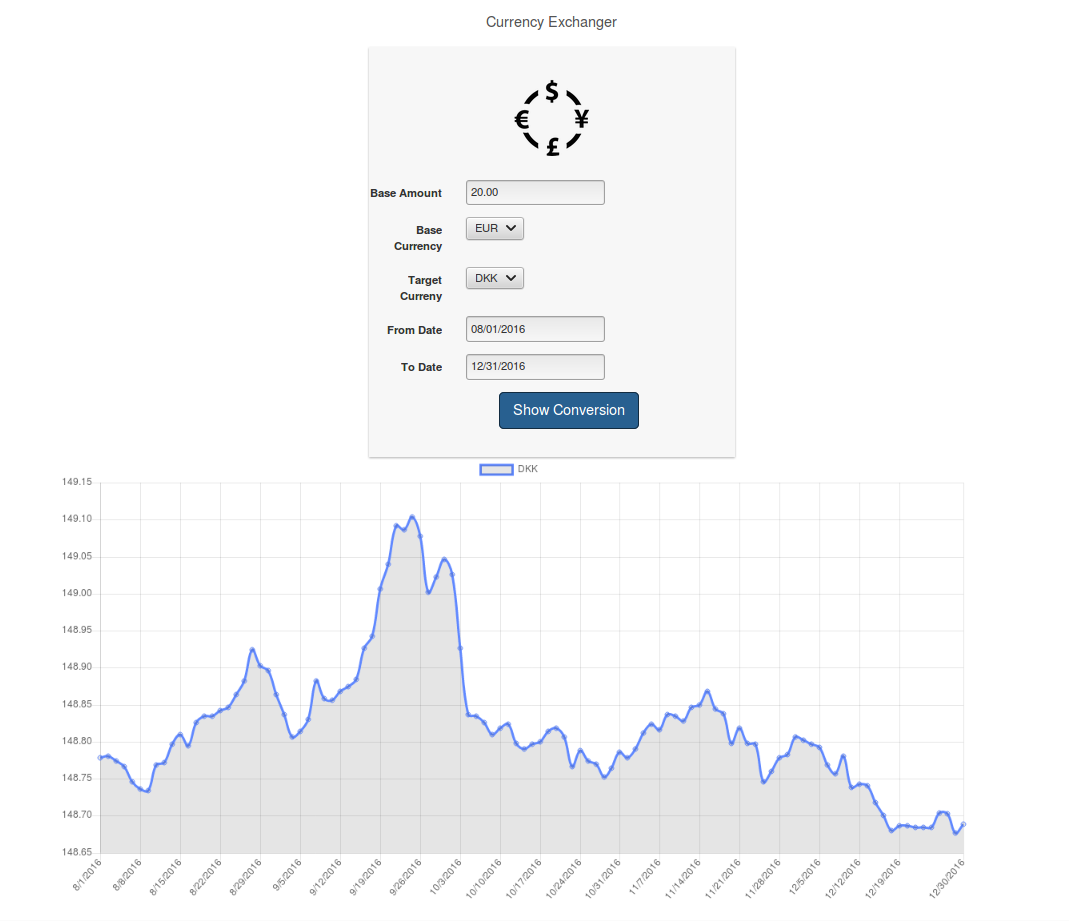 Currency Exchanger
$
€ ¥
£
Base Amount 20.00
Base EUR
Currency
Target DKK
Curreny
From Date 08/01/2016
To Date 12/31/2016
Show Conversion
DKK
149.15
149.10
149.05
149.00
148.95
148.90
148.85
148.80
148.75
148.70
148.65
8/1/2016 8/8/2016 8/15/2016 8/22/2016 8/29/2016 9/5/2016 9/12/2016 9/19/2016 9/26/2016 10/3/2016 10/10/2016 10/17/2016 10/24/2016 10/31/2016 11/7/2016 11/14/2016 11/21/2016 11/28/2016 12/5/2016 12/12/2016 12/19/2016 12/30/2016